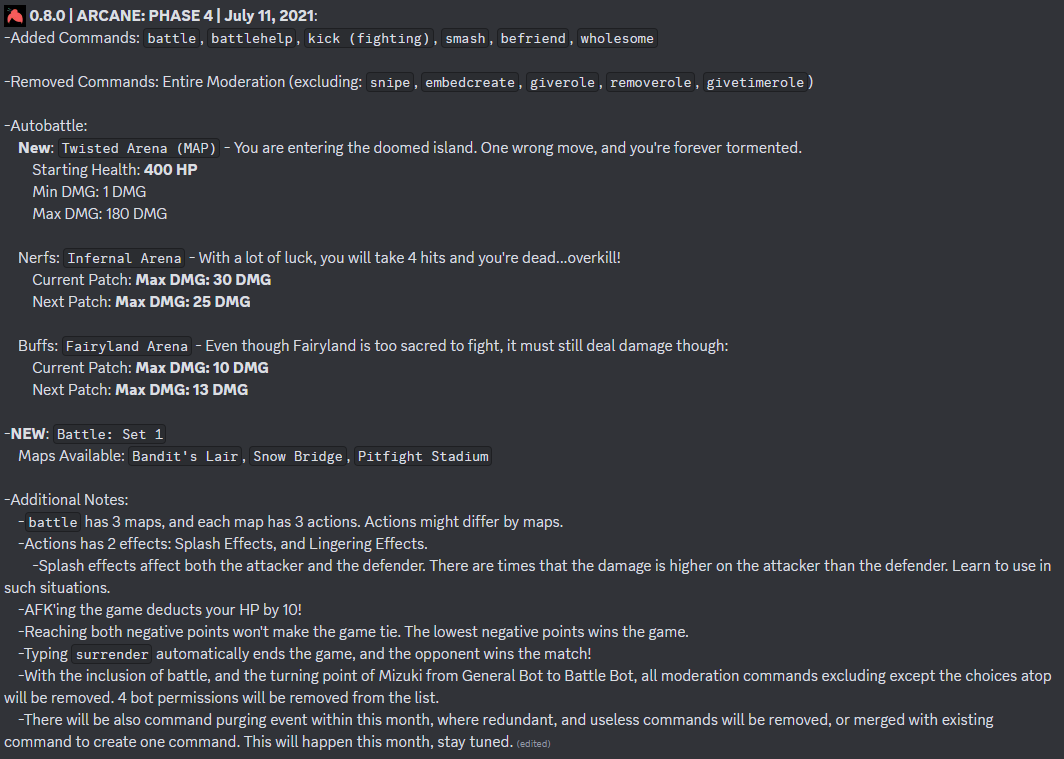 0.8.0 | ARCANE: PHASE 4 | July 11, 2021:
-Added Commands: battle, battlehelp, kick (fighting), smash, befriend, wholesome
-Removed Commands: Entire Moderation (excluding: snipe, embedcreate, giverole, removerole, givetimerole)
-Autobattle:
New: Twisted Arena (MAP) - You are entering the doomed island. One wrong move, and you're forever tormented.
Starting Health: 400 HP
Min DMG: 1 DMG
Max DMG: 180 DMG
Nerfs: Infernal Arena - With a lot of luck, you will take 4 hits and you're dead...overkill!
Current Patch: Max DMG: 30 DMG
Next Patch: Max DMG: 25 DMG
Buffs: Fairyland Arena - Even though Fairyland is too sacred to fight, it must still deal damage though:
Current Patch: Max DMG: 10 DMG
Next Patch: Max DMG: 13 DMG
-NEW: Battle: Set 1
Maps Available: Bandit's Lair, Snow Bridge, Pitfight Stadium
-Additional Notes:
-battle has 3 maps, and each map has 3 actions. Actions might differ by maps.
-Actions has 2 effects: Splash Effects, and Lingering Effects.
-Splash effects affect both the attacker and the defender. There are times that the damage is higher on the attacker than the defender. Learn to use in
such situations.
-AFK'ing the game deducts your HP by 10!
-Reaching both negative points won't make the game tie. The lowest negative points wins the game.
-Typing surrender automatically ends the game, and the opponent wins the match!
-With the inclusion of battle, and the turning point of Mizuki from General Bot to Battle Bot, all moderation commands excluding except the choices atop
will be removed. 4 bot permissions will be removed from the list.
-There will be also command purging event within this month, where redundant, and useless commands will be removed, or merged with existing
command to create one command. This will happen this month, stay tuned. (edited)